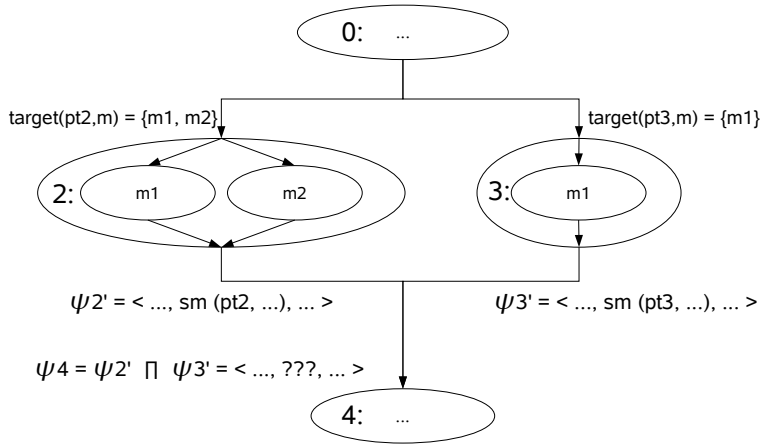 0: ...
target(pt2,m) = {m1, m2}
target(pt3,m) = {m1}
2: m1 m2
3: m1
ψ2' = < ..., sm (pt2, ...), ... >
ψ3' = < ..., sm (pt3, ...), ... >
ψ4 = ψ2' ∏ ψ3' = < ..., ???, ... >
4: ...